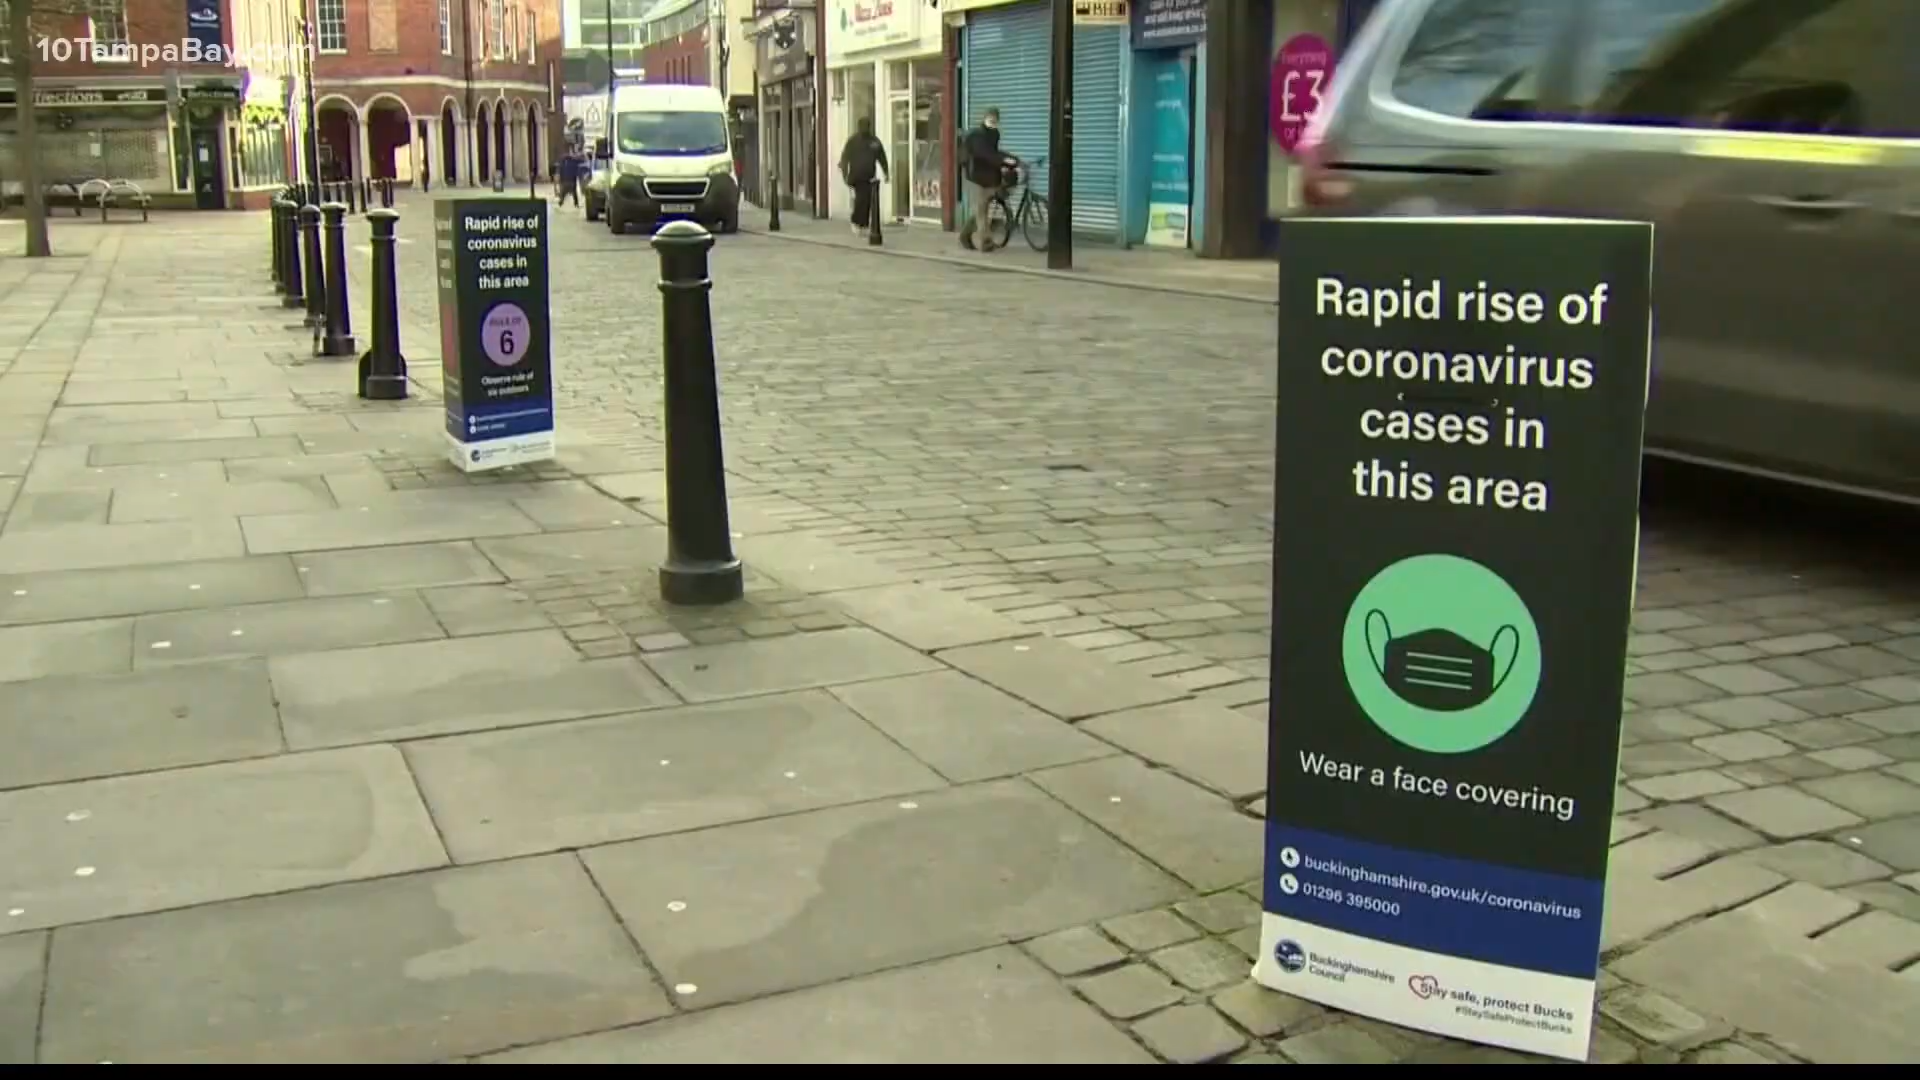 10TampaBay.com
Rapid rise of
coronavirus
cases in
this area
6
Observe rule of
six outdoors
£3
Rapid rise of
coronavirus
cases in
this area
Wear a face covering
buckinghamshire.gov.uk/coronavirus
01296 395000
Buckinghamshire
Council
Stay safe, protect Bucks
#StaySafeProtectBucks